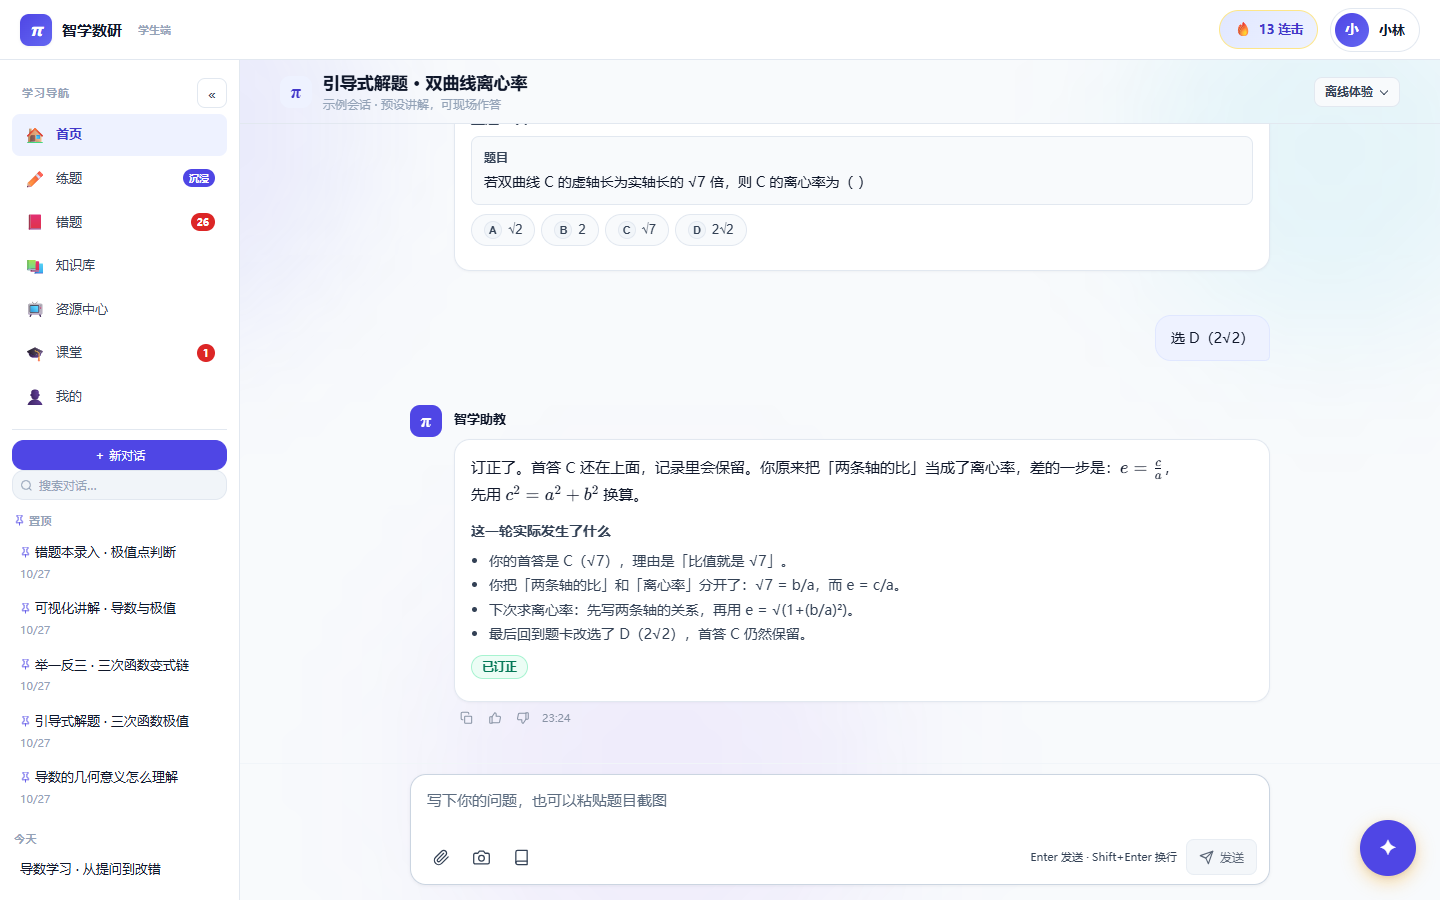 π 智学数研 学生端
13 连击
小 小林
学习导航 «
首页
练题 沉浸
错题 26
知识库
资源中心
课堂 1
我的
+ 新对话
搜索对话...
置顶
错题本录入 · 极值点判断
10/27
可视化讲解 · 导数与极值
10/27
举一反三 · 三次函数变式链
10/27
引导式解题 · 三次函数极值
10/27
导数的几何意义怎么理解
10/27
今天
导数学习 · 从提问到改错
π 引导式解题 · 双曲线离心率
示例会话 · 预设讲解，可现场作答
离线体验
题目
若双曲线 C 的虚轴长为实轴长的 √7 倍，则 C 的离心率为（ ）
A √2 B 2 C √7 D 2√2
选 D（2√2）
π 智学助教
订正了。首答 C 还在上面，记录里会保留。你原来把「两条轴的比」当成了离心率，差的一步是：e = c/a，
先用 c² = a² + b² 换算。
这一轮实际发生了什么
• 你的首答是 C（√7），理由是「比值就是 √7」。
• 你把「两条轴的比」和「离心率」分开了：√7 = b/a，而 e = c/a。
• 下次求离心率：先写两条轴的关系，再用 e = √(1+(b/a)²)。
• 最后回到题卡改选了 D（2√2），首答 C 仍然保留。
已订正
23:24
写下你的问题，也可以粘贴题目截图
Enter 发送 · Shift+Enter 换行 发送